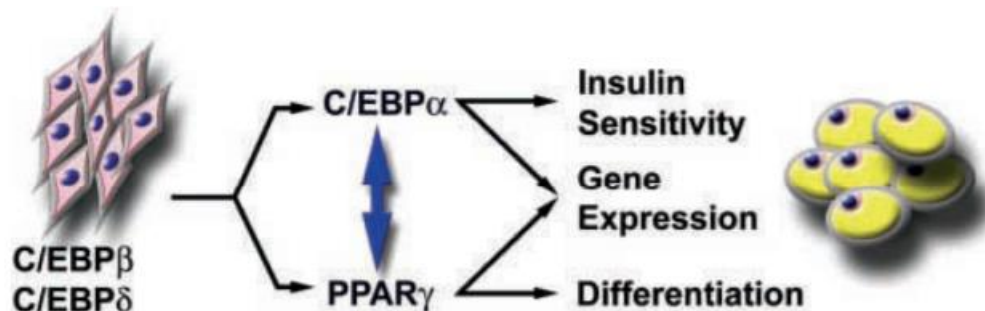 C/EBPβ
C/EBPδ
C/EBPα
PPARγ
Insulin
Sensitivity
Gene
Expression
Differentiation